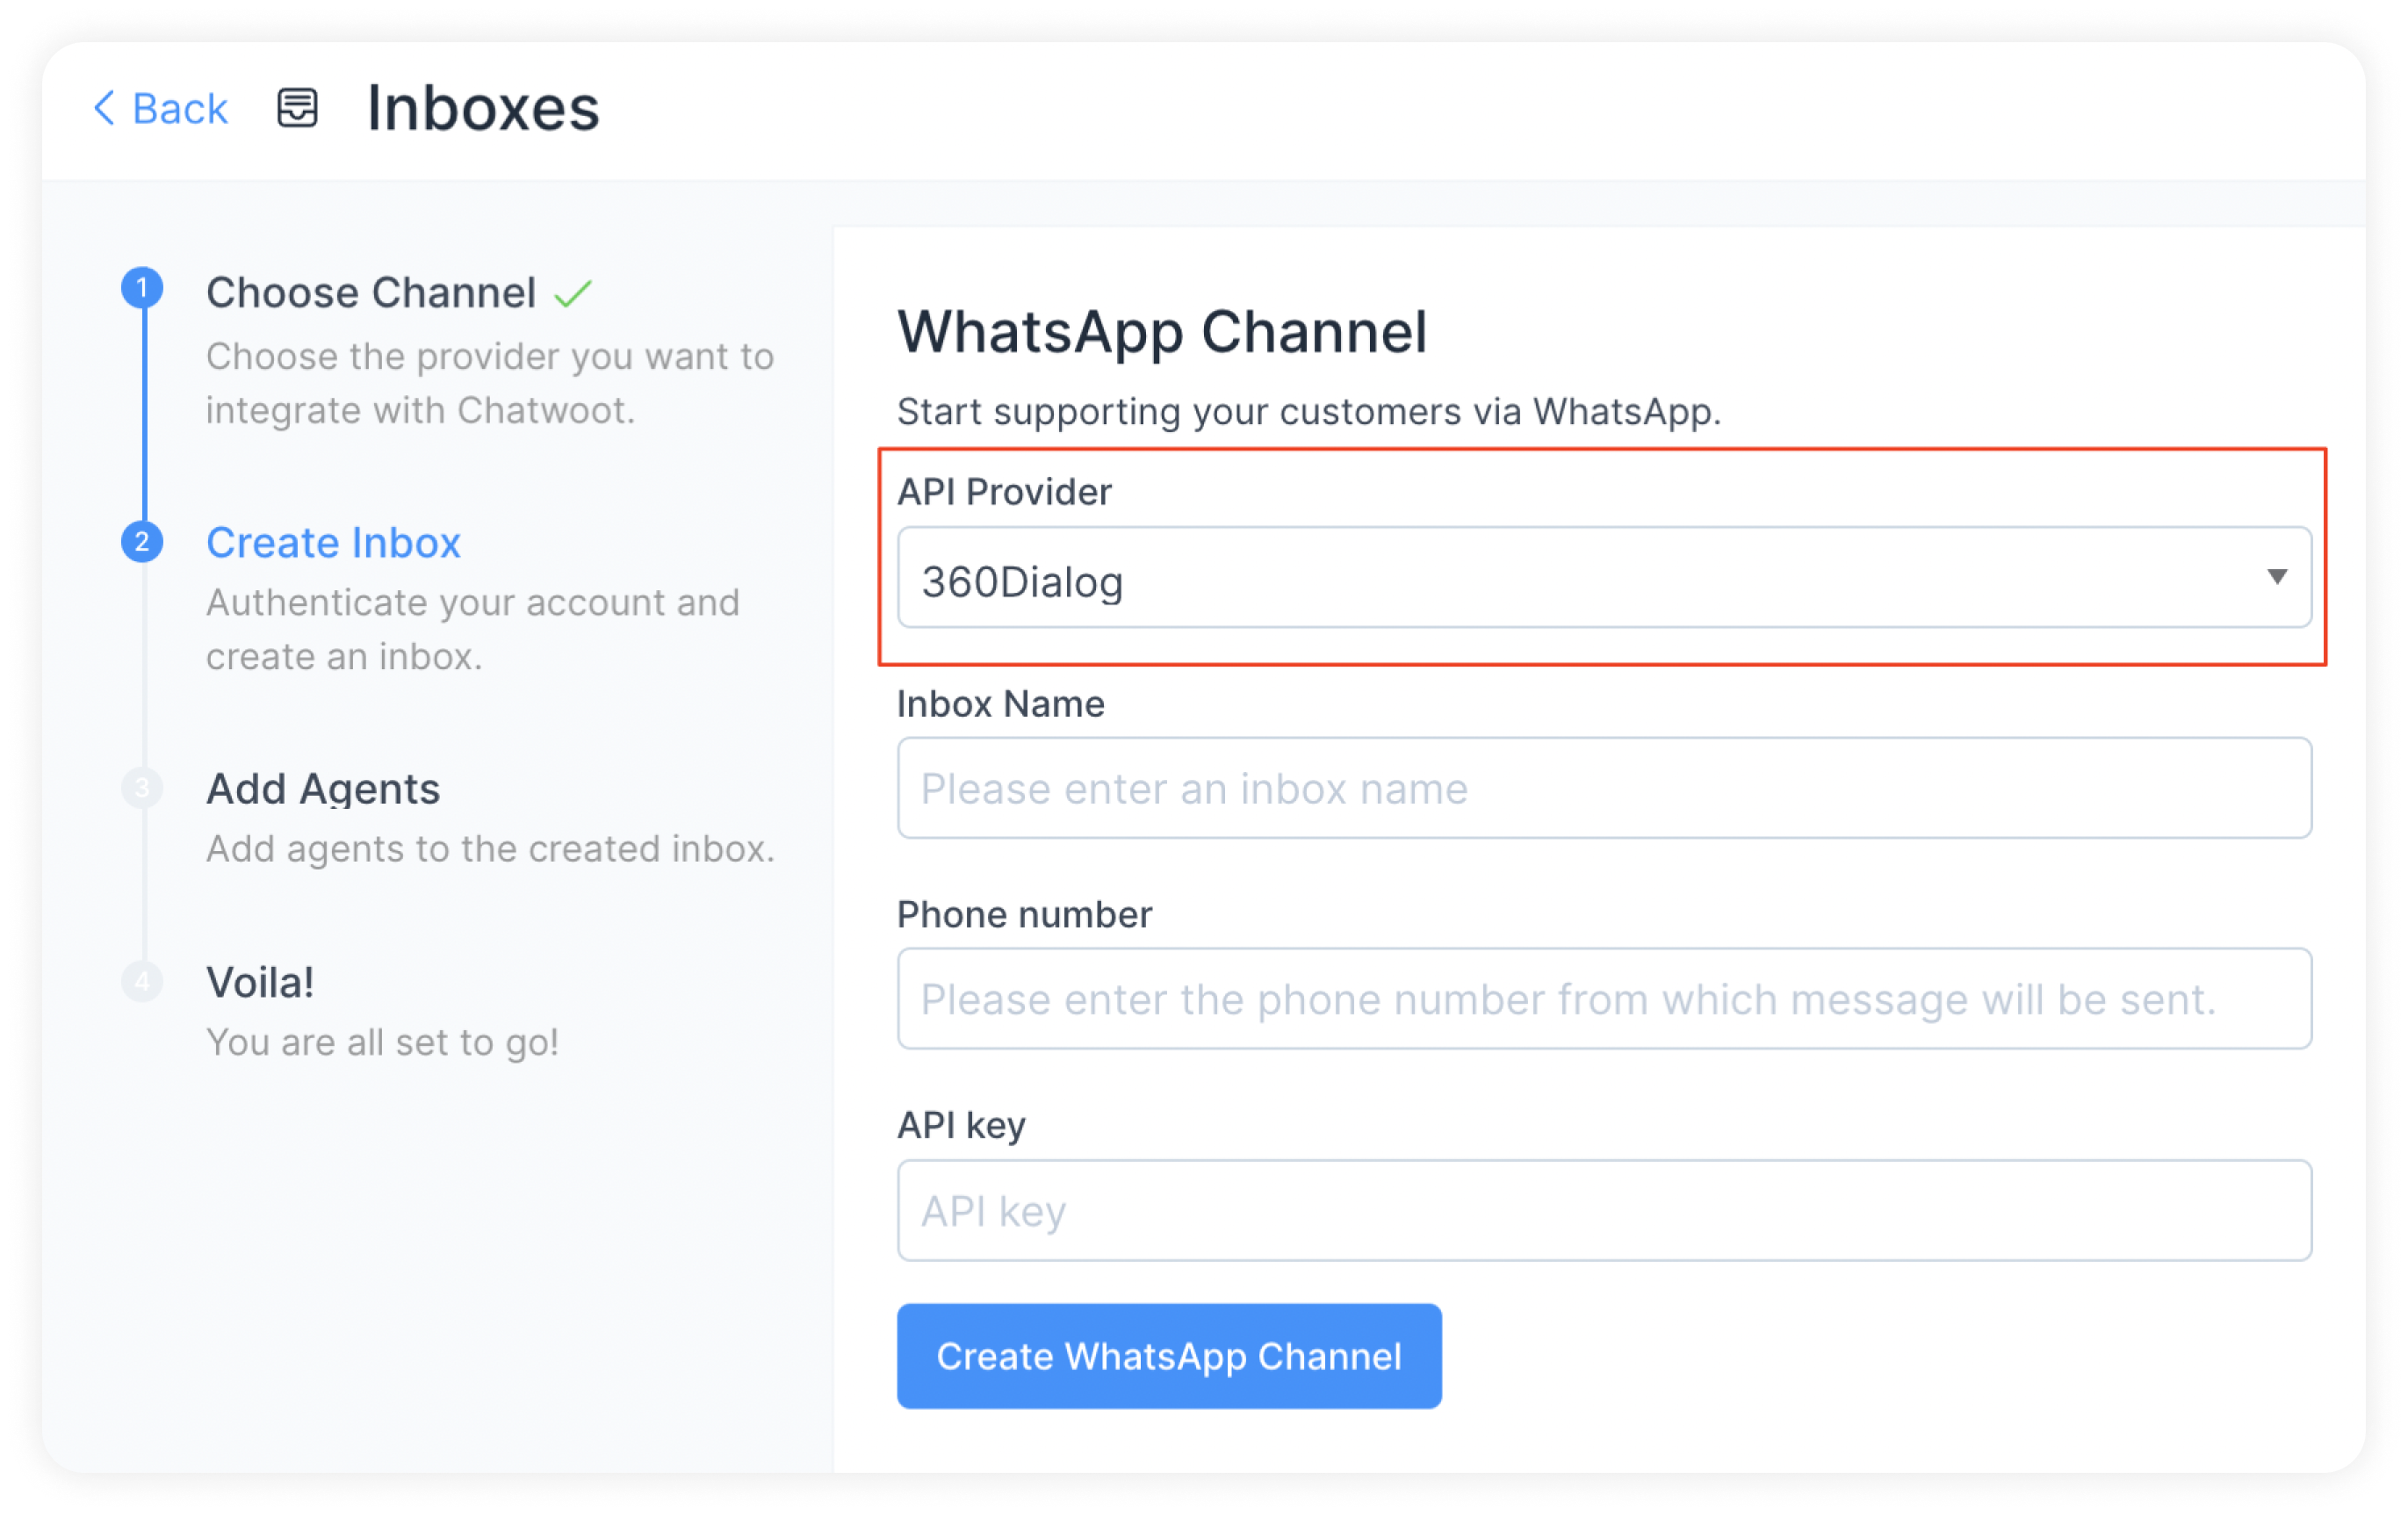 Back
Inboxes
1
Choose Channel
Choose the provider you want to
integrate with Chatwoot.
2
Create Inbox
Authenticate your account and
create an inbox.
3
Add Agents
Add agents to the created inbox.
4
Voila!
You are all set to go!
WhatsApp Channel
Start supporting your customers via WhatsApp.
API Provider
360Dialog
Inbox Name
Please enter an inbox name
Phone number
Please enter the phone number from which message will be sent.
API key
API key
Create WhatsApp Channel